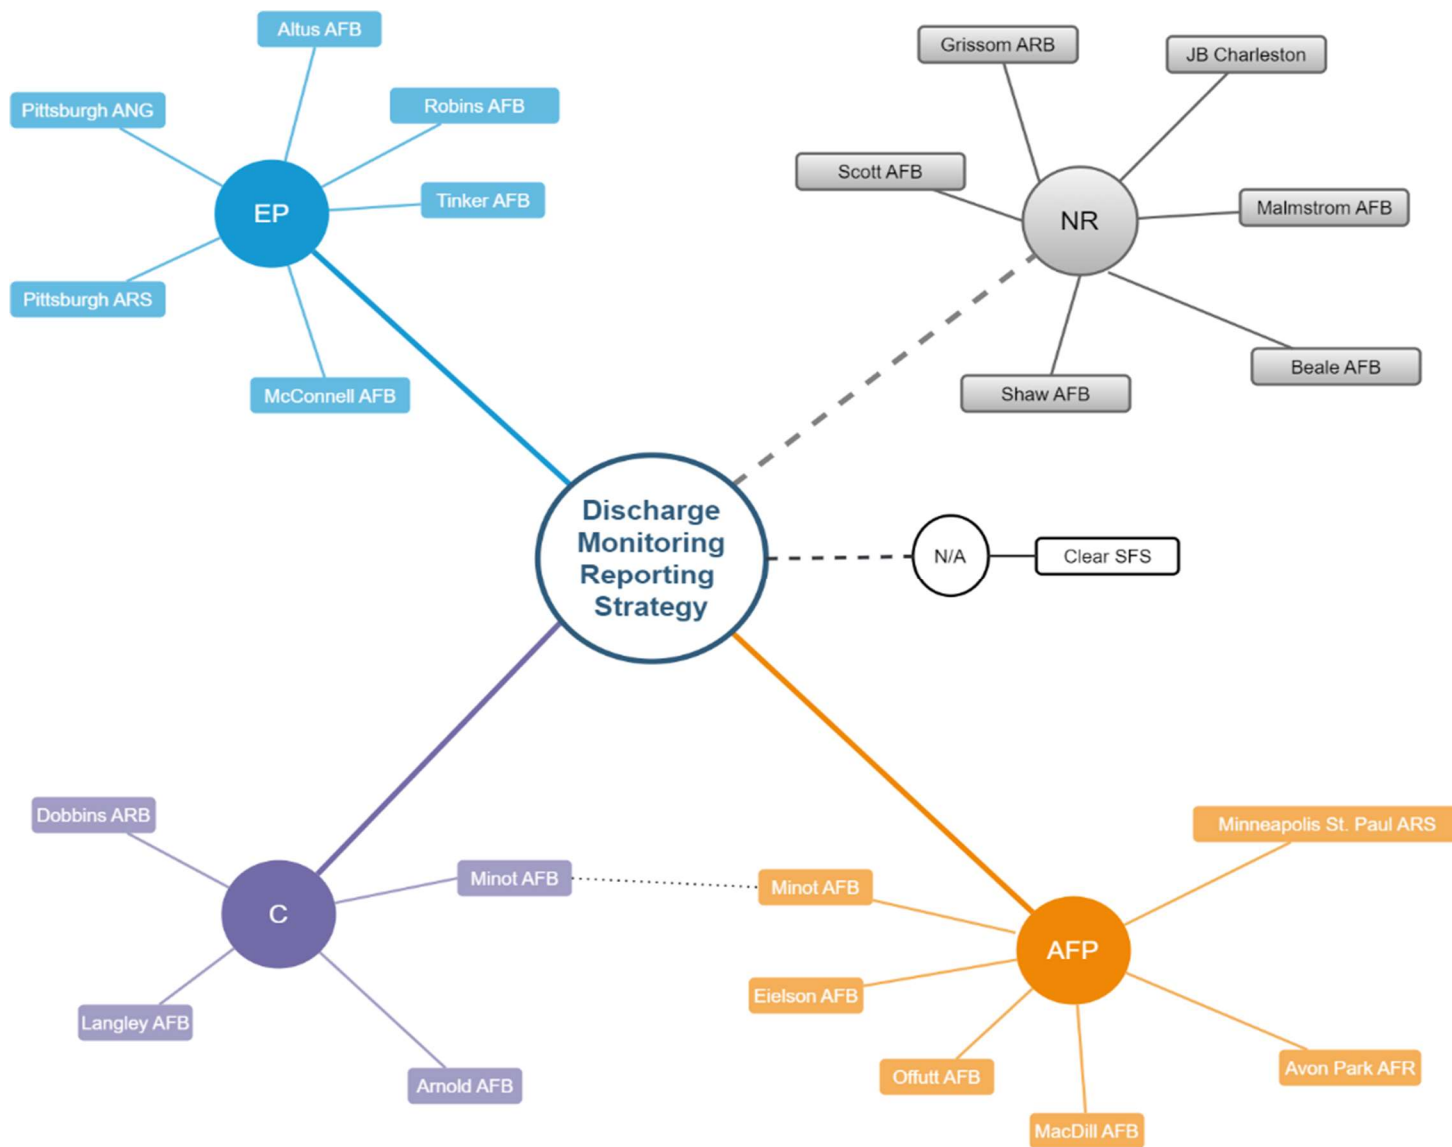 Altus AFB
Pittsburgh ANG
Robins AFB
EP
Tinker AFB
Pittsburgh ARS
McConnell AFB
Grissom ARB
JB Charleston
Scott AFB
NR
Malmstrom AFB
Beale AFB
Shaw AFB
Discharge
Monitoring
Reporting
Strategy
N/A
Clear SFS
Dobbins ARB
Minot AFB
C
Langley AFB
Arnold AFB
Minneapolis St. Paul ARS
Minot AFB
AFP
Eielson AFB
Offutt AFB
Avon Park AFR
MacDill AFB